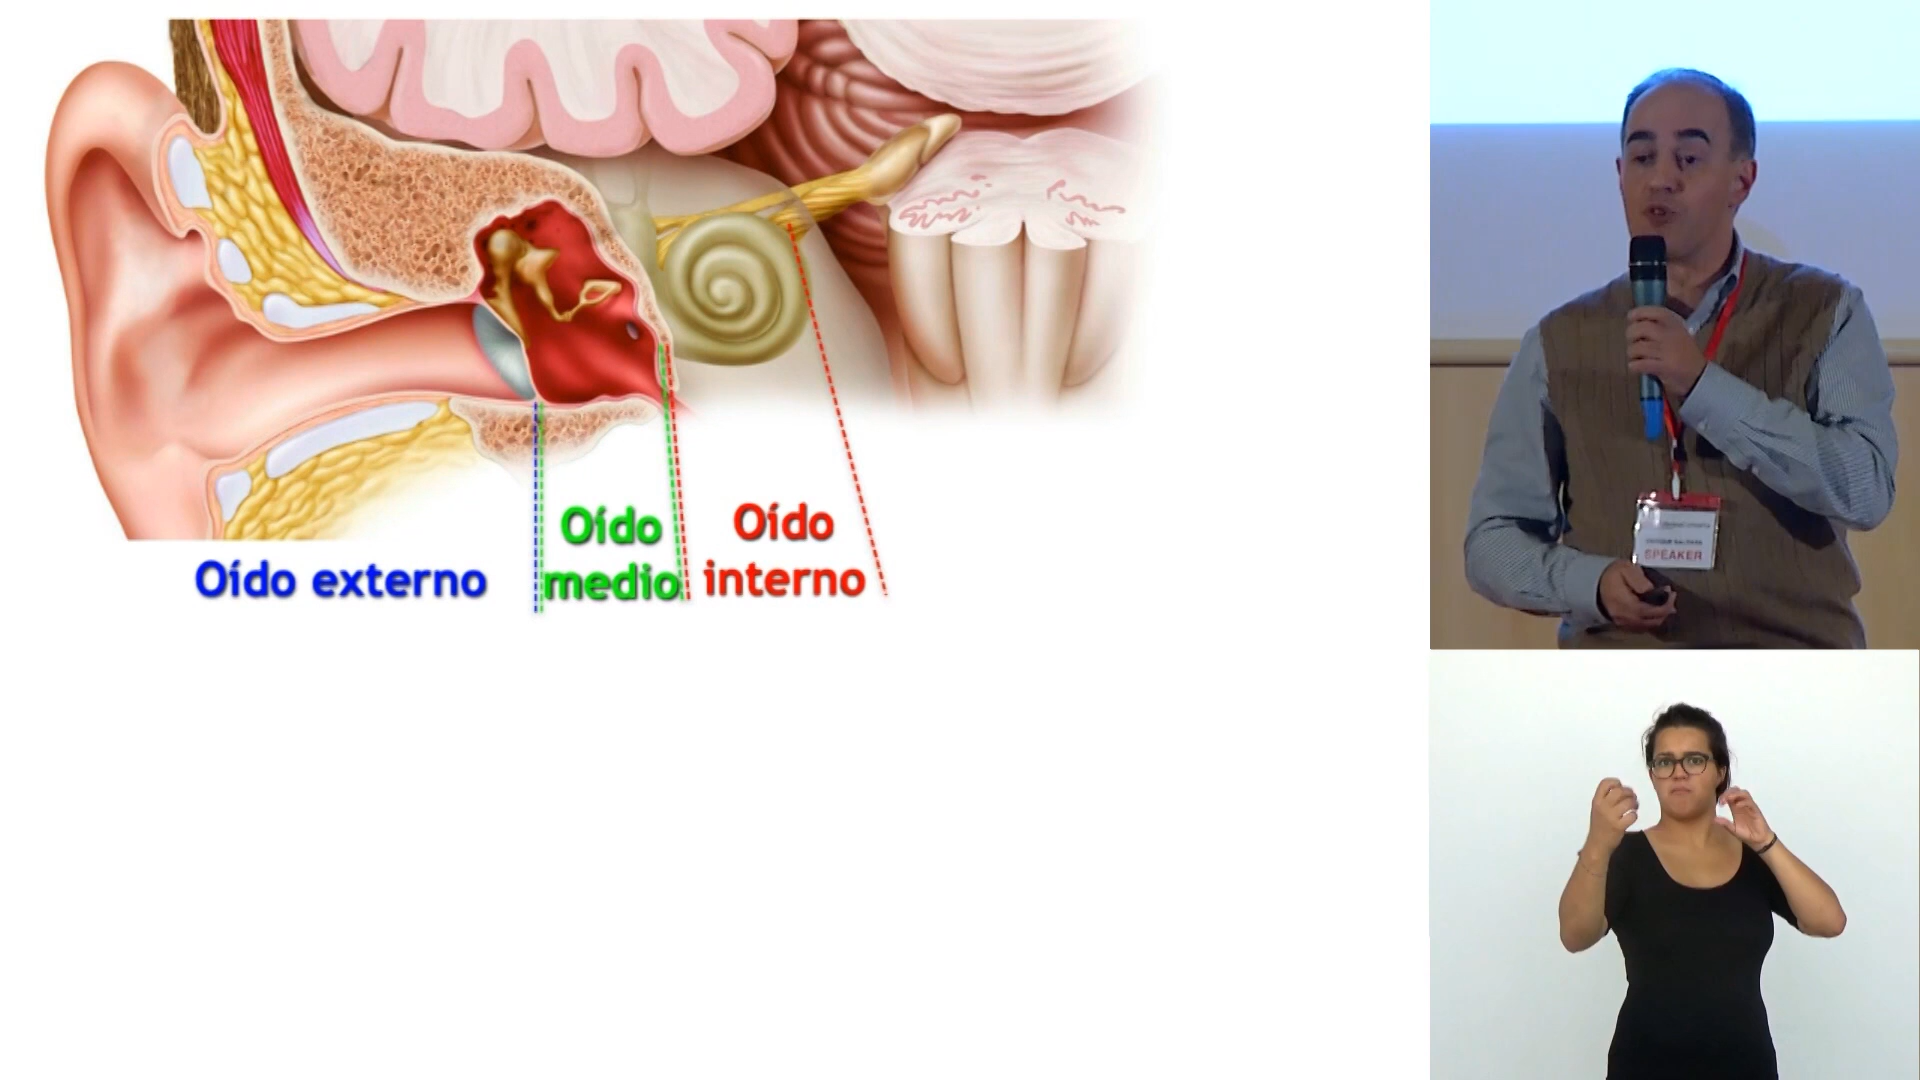 Oído externo
Oído
medio
Oído
interno
SPEAKER